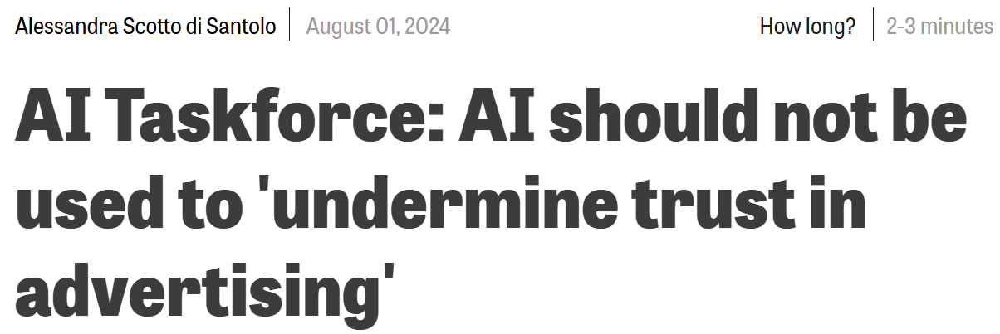 Alessandra Scotto di Santolo | August 01, 2024 How long? | 2-3 minutes
AI Taskforce: AI should not be
used to 'undermine trust in
advertising'